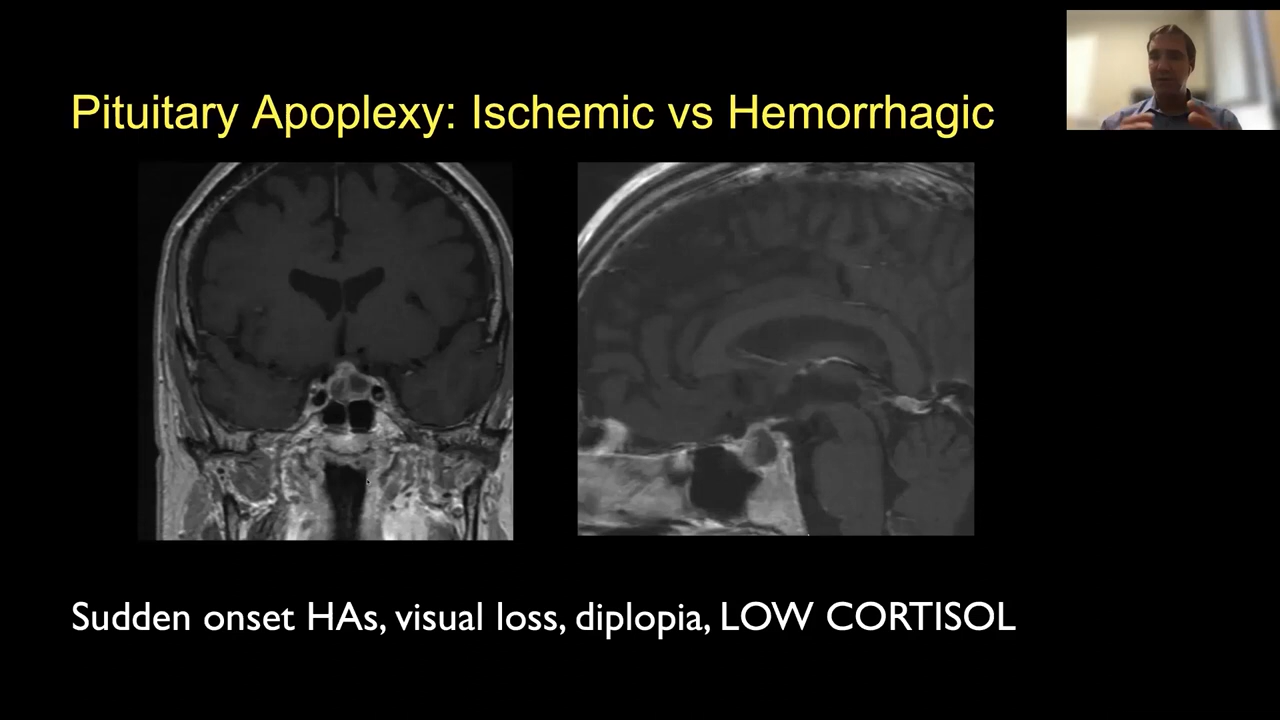 Pituitary Apoplexy: Ischemic vs Hemorrhagic
Sudden onset HAs, visual loss, diplopia, LOW CORTISOL